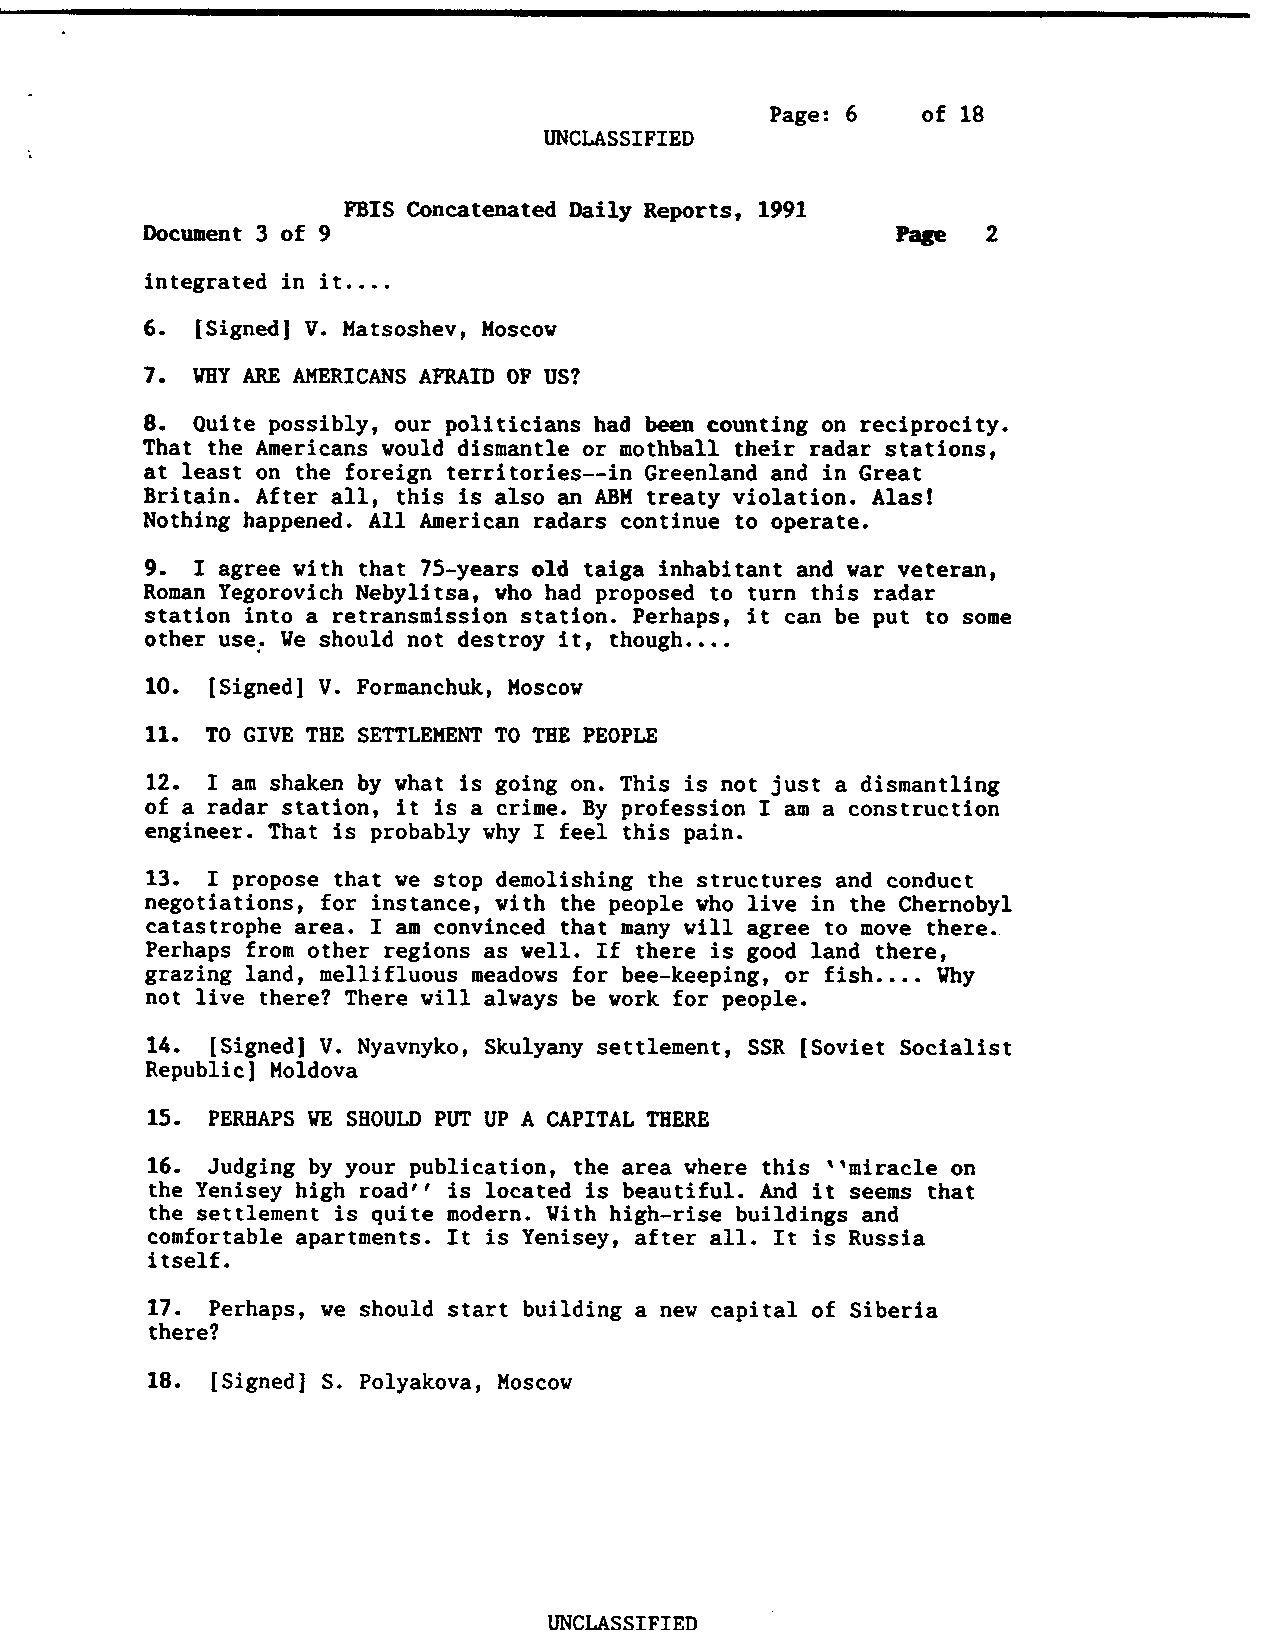 Page: 6 of 18
UNCLASSIFIED
FBIS Concatenated Daily Reports, 1991
Document 3 of 9 Page 2
integrated in it....
6. [Signed] V. Matsoshev, Moscow
7. WHY ARE AMERICANS AFRAID OF US?
8. Quite possibly, our politicians had been counting on reciprocity.
That the Americans would dismantle or mothball their radar stations,
at least on the foreign territories--in Greenland and in Great
Britain. After all, this is also an ABM treaty violation. Alas!
Nothing happened. All American radars continue to operate.
9. I agree with that 75-years old taiga inhabitant and war veteran,
Roman Yegorovich Nebylitsa, who had proposed to turn this radar
station into a retransmission station. Perhaps, it can be put to some
other use. We should not destroy it, though....
10. [Signed] V. Formanchuk, Moscow
11. TO GIVE THE SETTLEMENT TO THE PEOPLE
12. I am shaken by what is going on. This is not just a dismantling
of a radar station, it is a crime. By profession I am a construction
engineer. That is probably why I feel this pain.
13. I propose that we stop demolishing the structures and conduct
negotiations, for instance, with the people who live in the Chernobyl
catastrophe area. I am convinced that many will agree to move there.
Perhaps from other regions as well. If there is good land there,
grazing land, mellifluous meadows for bee-keeping, or fish.... Why
not live there? There will always be work for people.
14. [Signed] V. Nyavnyko, Skulyany settlement, SSR [Soviet Socialist
Republic] Moldova
15. PERHAPS WE SHOULD PUT UP A CAPITAL THERE
16. Judging by your publication, the area where this ``miracle on
the Yenisey high road'' is located is beautiful. And it seems that
the settlement is quite modern. With high-rise buildings and
comfortable apartments. It is Yenisey, after all. It is Russia
itself.
17. Perhaps, we should start building a new capital of Siberia
there?
18. [Signed] S. Polyakova, Moscow
UNCLASSIFIED